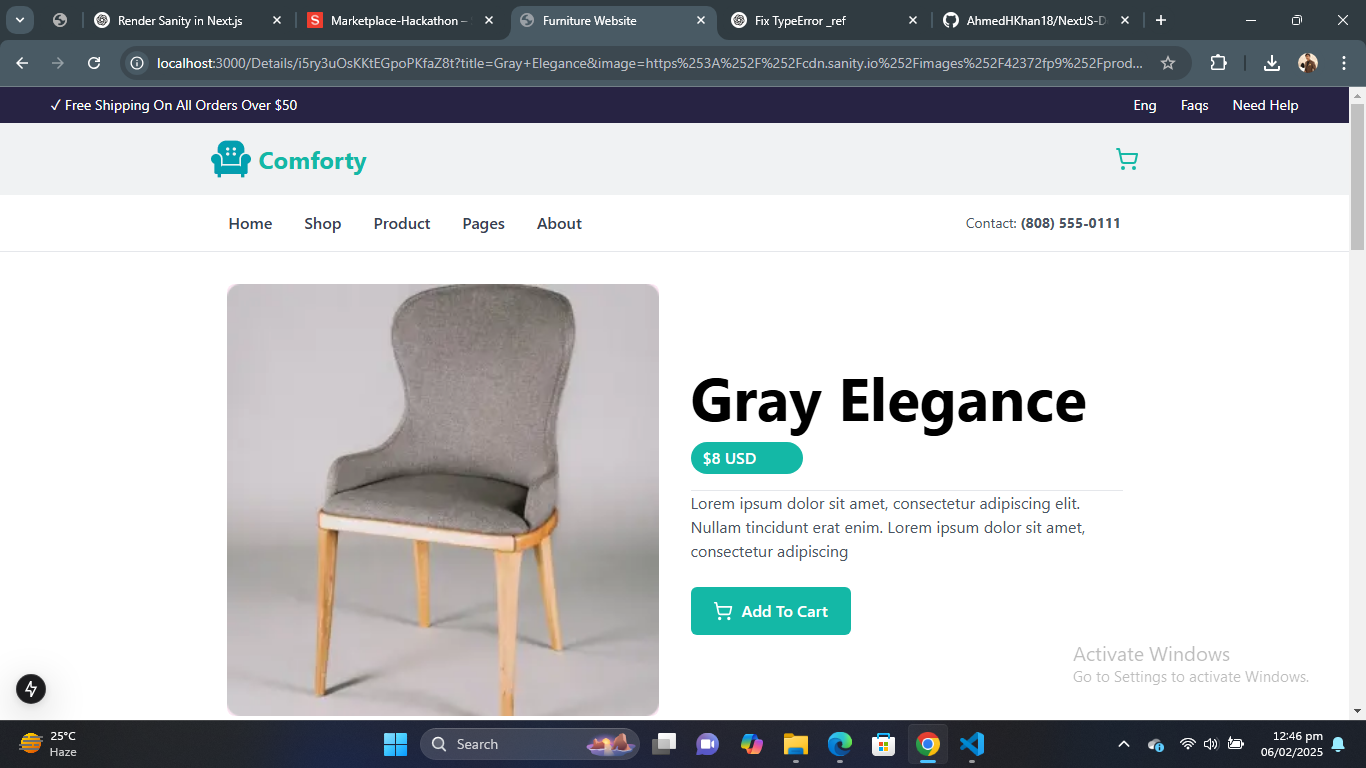 Render Sanity in Next.js
Marketplace-Hackathon –
Furniture Website
Fix TypeError _ref
AhmedHKhan18/NextJS-D
localhost:3000/Details/i5ry3uOsKKtEGpoPKfaZ8t?title=Gray+Elegance&image=https%253A%252F%252Fcdn.sanity.io%252Fimages%252F42372fp9%252Fprod...
✓ Free Shipping On All Orders Over $50
Eng Faqs Need Help
Comforty
Home Shop Product Pages About
Contact: (808) 555-0111
Gray Elegance
$8 USD
Lorem ipsum dolor sit amet, consectetur adipiscing elit.
Nullam tincidunt erat enim. Lorem ipsum dolor sit amet,
consectetur adipiscing
Add To Cart
Activate Windows
Go to Settings to activate Windows.
25°C
Haze
Search
12:46 pm
06/02/2025